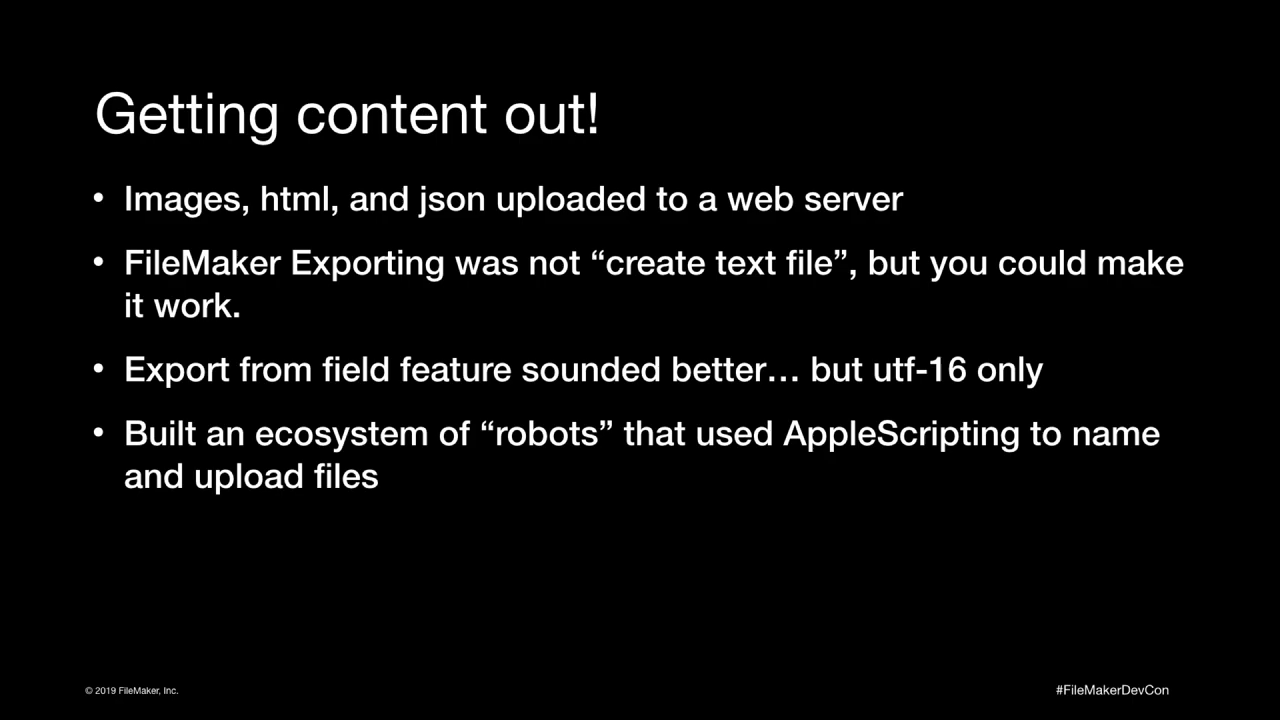 Getting content out!
• Images, html, and json uploaded to a web server
• FileMaker Exporting was not “create text file”, but you could make
it work.
• Export from field feature sounded better… but utf-16 only
• Built an ecosystem of “robots” that used AppleScripting to name
and upload files
© 2019 FileMaker, Inc.
#FileMakerDevCon